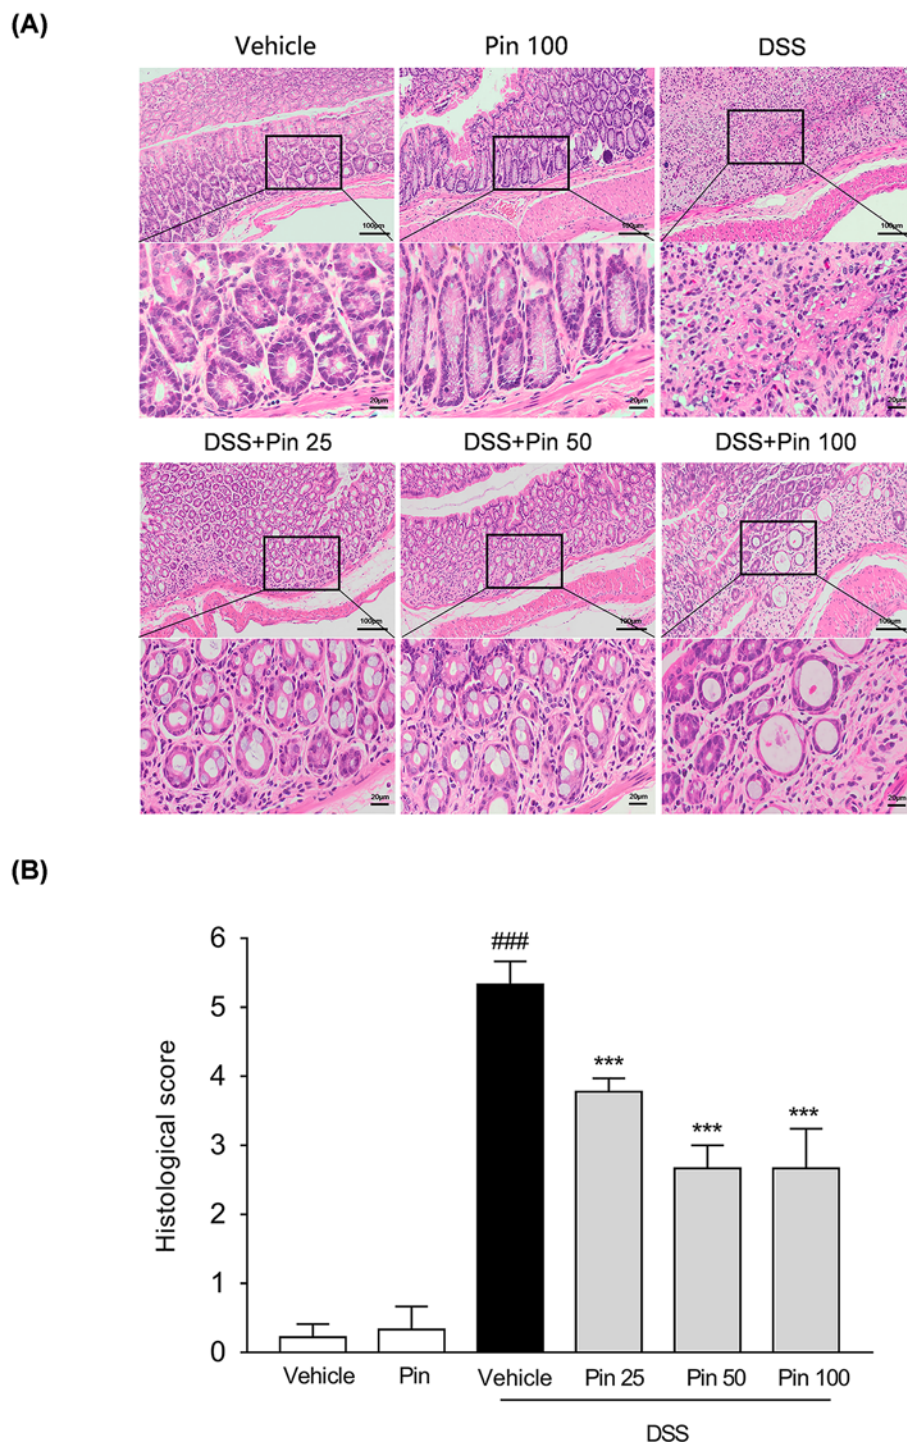 (A)
Vehicle Pin 100 DSS
100μm 100μm 100μm
20μm 20μm 20μm
DSS+Pin 25 DSS+Pin 50 DSS+Pin 100
100μm 100μm 100μm
20μm 20μm 20μm
(B)
Histological score
6
5
4
3
2
1
0
###
***
***
***
Vehicle Pin Vehicle Pin 25 Pin 50 Pin 100
DSS